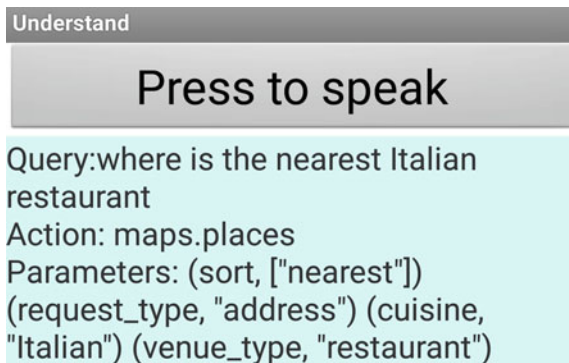 Understand
Press to speak
Query:where is the nearest Italian
restaurant
Action: maps.places
Parameters: (sort, ["nearest"])
(request_type, "address") (cuisine,
"Italian") (venue_type, "restaurant")